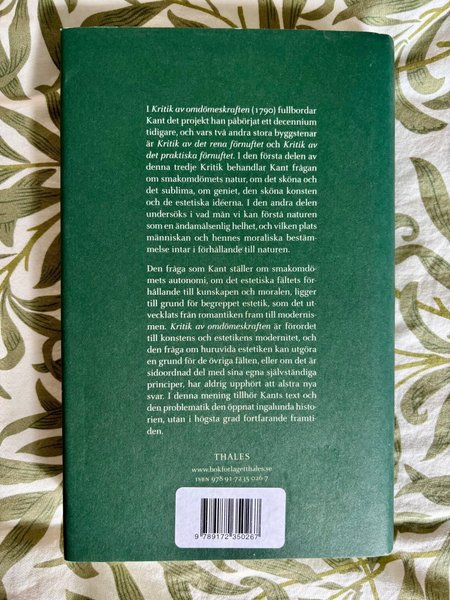 I Kritik av omdömeskraften (1790) fullbordar
Kant det projekt han påbörjat ett decennium
tidigare, och vars två andra stora byggstenar
är Kritik av det rena förnuftet och Kritik av
det praktiska förnuftet. I den första delen av
denna tredje Kritik behandlar Kant frågan
om smakomdömets natur, om det sköna och
det sublima, om geniet, den sköna konsten
och de estetiska idéerna. I den andra delen
undersöks i vad mån vi kan förstå naturen
som en ändamålsenlig helhet, och vilken plats
människan och hennes moraliska bestäm-
melse intar i förhållande till naturen.
Den fråga som Kant ställer om smakomdö-
mets autonomi, om det estetiska fältets för-
hållande till kunskapen och moralen, ligger
till grund för begreppet estetik, som det ut-
vecklats från romantiken fram till modernis-
men. Kritik av omdömeskraften är förordet
till konstens och estetikens modernitet, och
den fråga om huruvida estetiken kan utgöra
en grund för de övriga fälten, eller om det är
sidoordnad del med sina egna självständiga
principer, har aldrig upphört att alstra nya
svar. I denna mening tillhör Kants text och
den problematik den öppnat ingalunda histo-
rien, utan i högsta grad fortfarande framti-
den.
THALES
www.bokforlagetthales.se
ISBN 978 91 7235 026 7
9 789172 350267